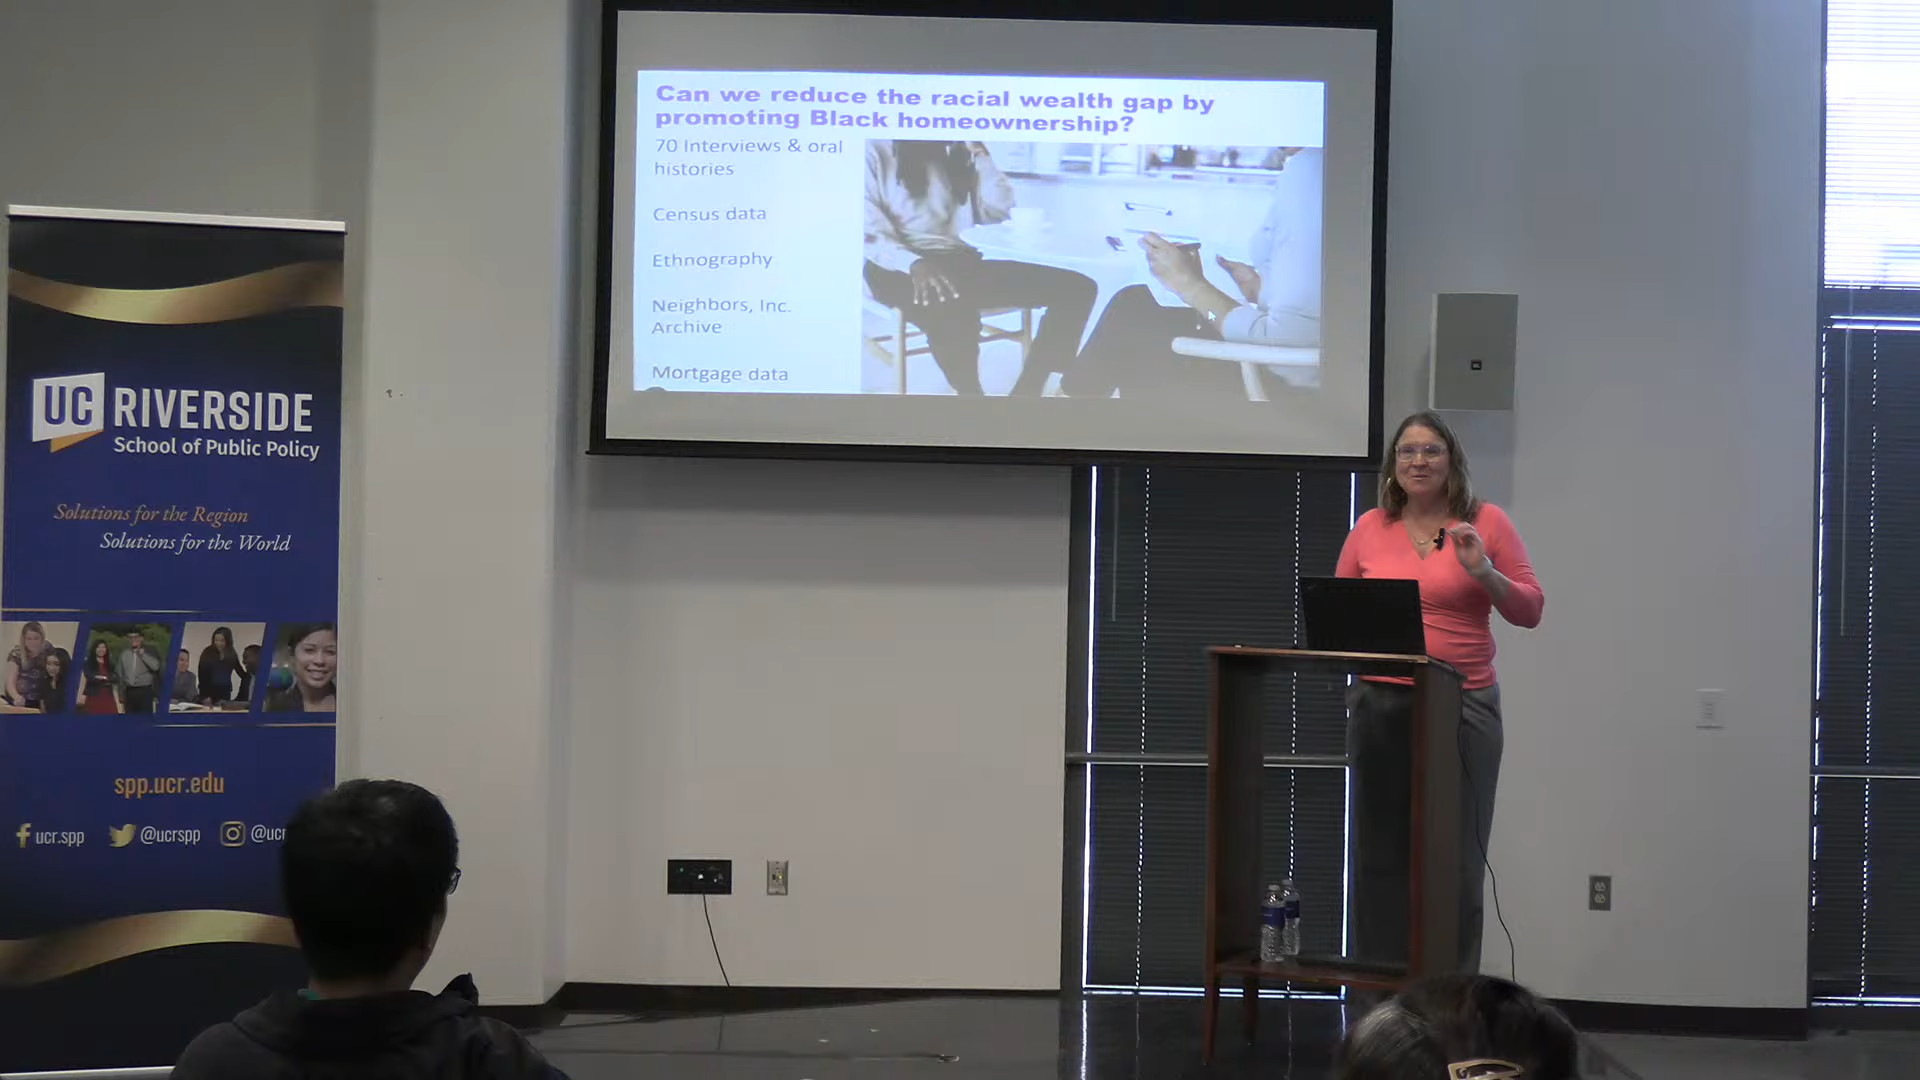 Can we reduce the racial wealth gap by
promoting Black homeownership?
70 Interviews & oral
histories
Census data
Ethnography
Neighbors, Inc.
Archive
Mortgage data
UC RIVERSIDE
School of Public Policy
Solutions for the Region
Solutions for the World
spp.ucr.edu
ucr.spp
@ucrspp